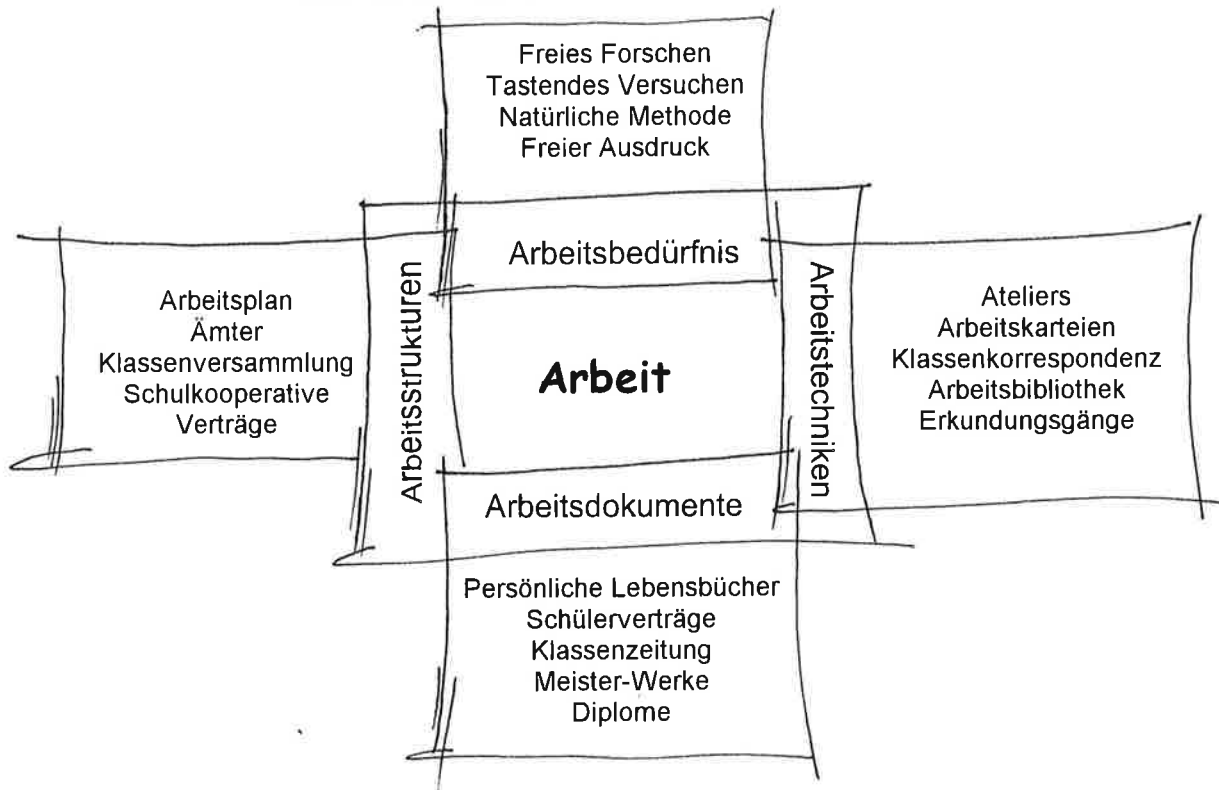 Freies Forschen
Tastendes Versuchen
Natürliche Methode
Freier Ausdruck
Arbeitsbedürfnis
Arbeitsplan
Ämter
Klassenversammlung
Schulkooperative
Verträge
Arbeitsstrukturen
Arbeit
Arbeitstechniken
Ateliers
Arbeitskarteien
Klassenkorrespondenz
Arbeitsbibliothek
Erkundungsgänge
Arbeitsdokumente
Persönliche Lebensbücher
Schülerverträge
Klassenzeitung
Meister-Werke
Diplome